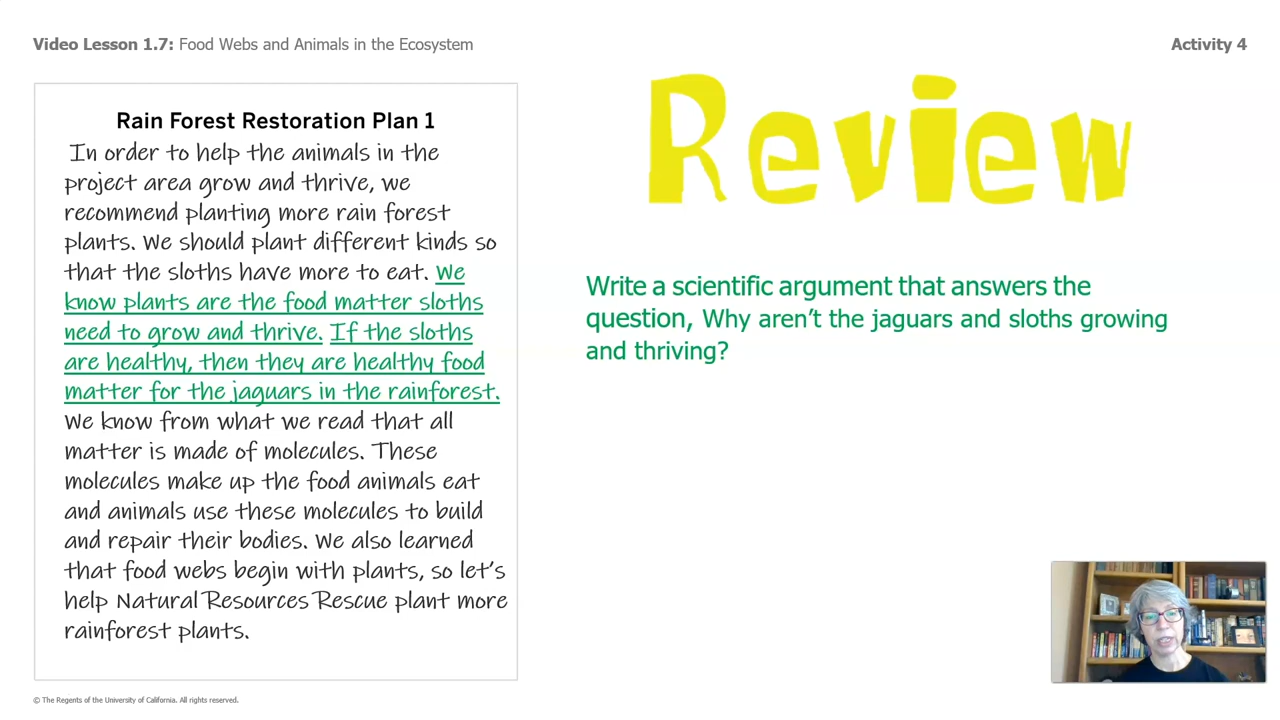 Video Lesson 1.7: Food Webs and Animals in the Ecosystem
Activity 4
Rain Forest Restoration Plan 1
In order to help the animals in the
project area grow and thrive, we
recommend planting more rain forest
plants. We should plant different kinds so
that the sloths have more to eat. We
know plants are the food matter sloths
need to grow and thrive. If the sloths
are healthy, then they are healthy food
matter for the jaguars in the rainforest.
We know from what we read that all
matter is made of molecules. These
molecules make up the food animals eat
and animals use these molecules to build
and repair their bodies. We also learned
that food webs begin with plants, so let's
help Natural Resources Rescue plant more
rainforest plants.
Review
Write a scientific argument that answers the
question, Why aren't the jaguars and sloths growing
and thriving?
© The Regents of the University of California. All rights reserved.